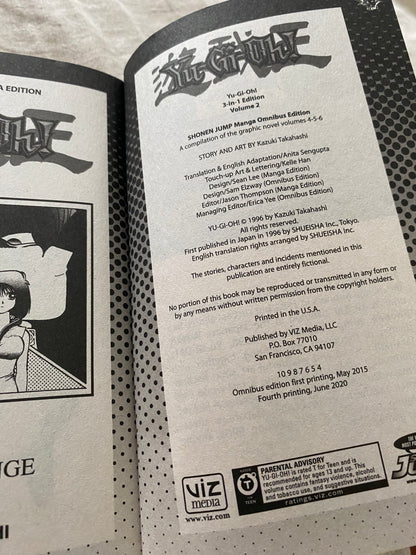 A EDITION
Oh!
NGE
II
Yu-Gi-Oh!
Yu-Gi-Oh!
3-in-1 Edition
Volume 2
SHONEN JUMP Manga Omnibus Edition
A compilation of the graphic novel volumes 4-5-6
STORY AND ART BY Kazuki Takahashi
Translation & English Adaptation/Anita Sengupta
Touch-up Art & Lettering/Kelle Han
Design/Sean Lee (Manga Edition)
Design/Sam Elzway (Omnibus Edition)
Editor/Jason Thompson (Manga Edition)
Managing Editor/Erica Yee (Omnibus Edition)
YU-GI-OH! © 1996 by Kazuki Takahashi
All rights reserved.
First published in Japan in 1996 by SHUEISHA Inc., Tokyo.
English translation rights arranged by SHUEISHA Inc.
The stories, characters and incidents mentioned in this
publication are entirely fictional.
No portion of this book may be reproduced or transmitted in any form or
by any means without written permission from the copyright holders.
Printed in the U.S.A.
Published by VIZ Media, LLC
P.O. Box 77010
San Francisco, CA 94107
10 9 8 7 6 5 4
Omnibus edition first printing, May 2015
Fourth printing, June 2020
viz
media
www.viz.com
RATED
T
TEEN
PARENTAL ADVISORY
YU-GI-OH! is rated T for Teen and is
recommended for ages 13 and up. This
volume contains fantasy violence, alcohol
and tobacco use, and suggestive situations.
ratings.viz.com